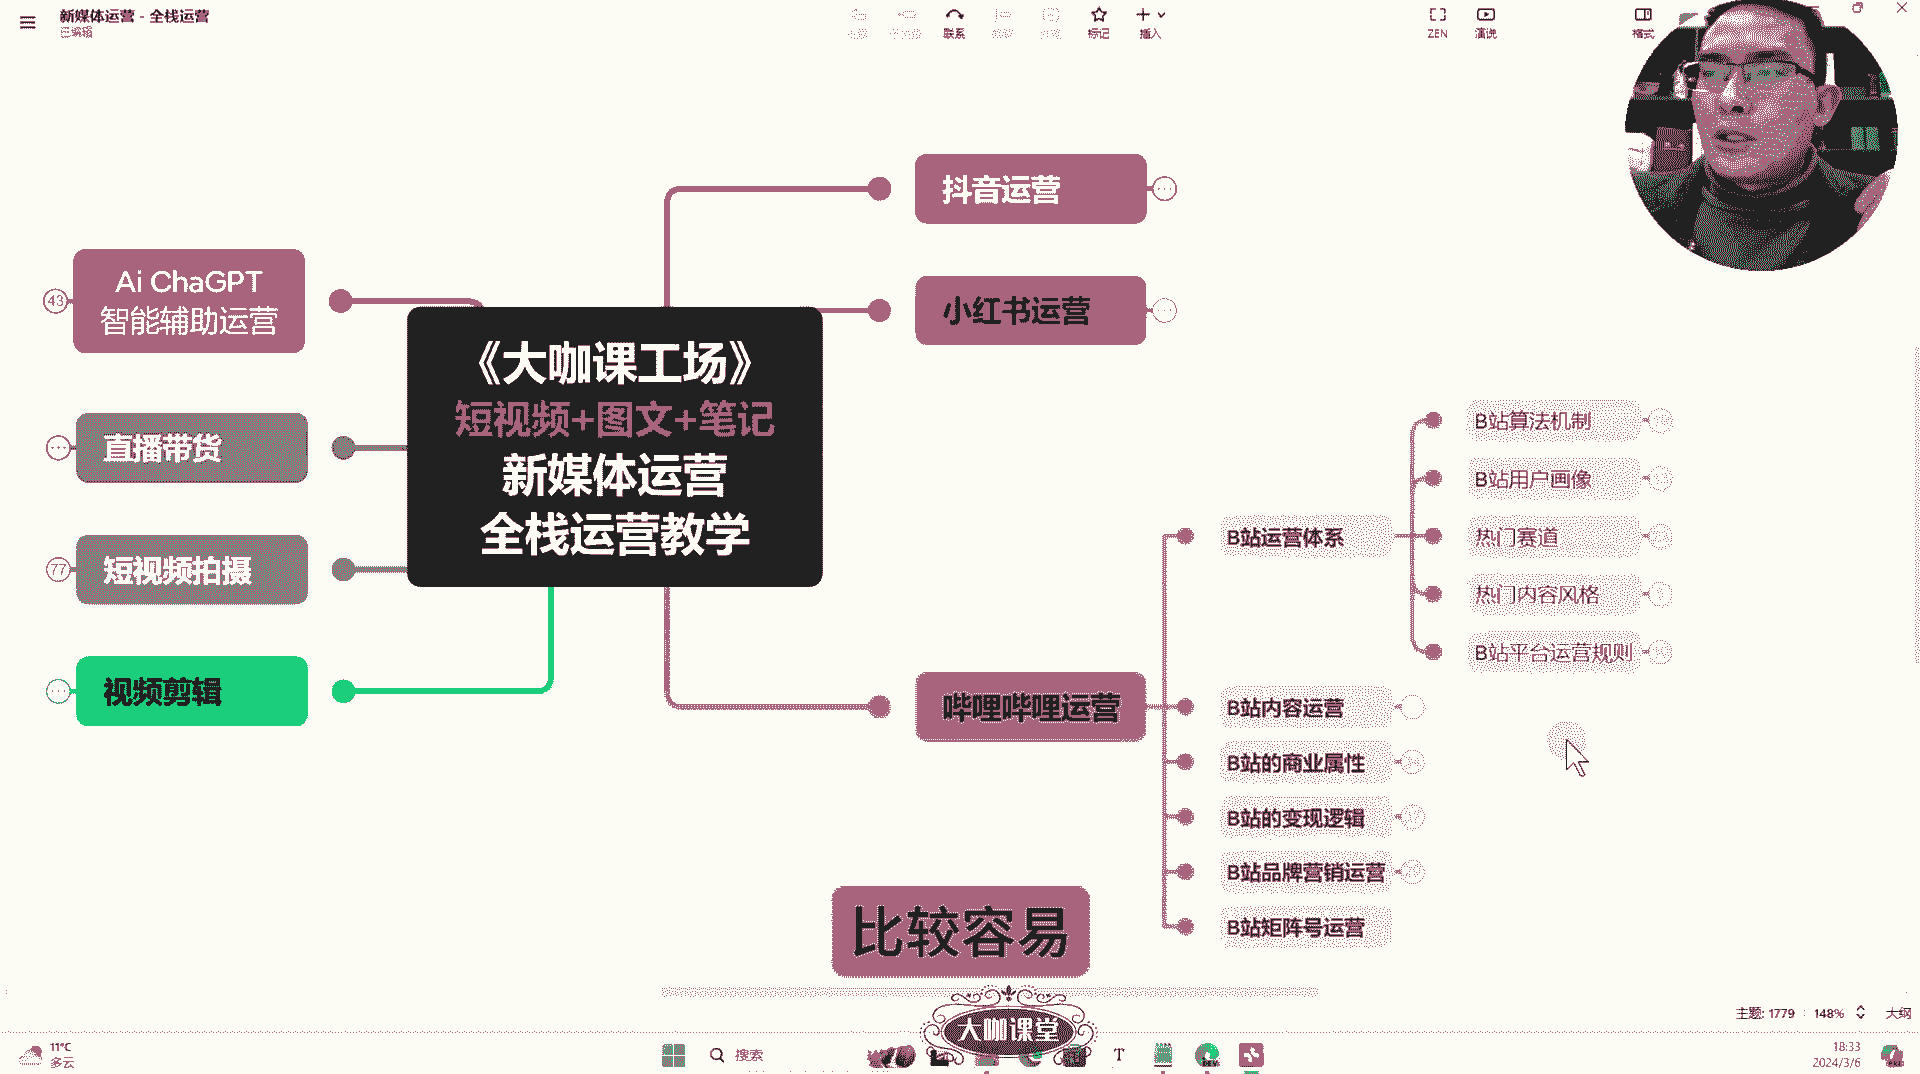 新媒体运营 - 全栈运营
已编辑
联系
标记
插入
ZEN
演说
格式
抖音运营
小红书运营
Ai ChaGPT
智能辅助运营
43
直播带货
77
短视频拍摄
视频剪辑
《大咖课工场》
短视频+图文+笔记
新媒体运营
全栈运营教学
哔哩哔哩运营
B站运营体系
B站算法机制
B站用户画像
热门赛道
热门内容风格
B站平台运营规则
B站内容运营
B站的商业属性
B站的变现逻辑
B站品牌营销运营
B站矩阵号运营
比较容易
大咖课堂
主题: 1779
148%
大纲
11°C
多云
搜索
18:33
2024/3/6